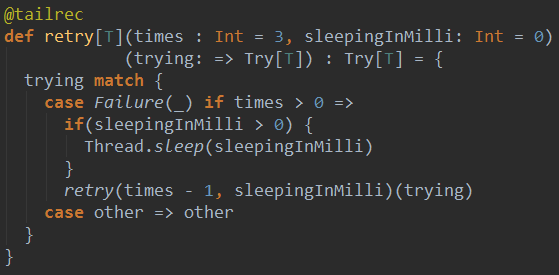 @tailrec
def retry[T](times : Int = 3, sleepingInMilli: Int = 0)
            (trying: => Try[T]) : Try[T] = {
  trying match {
    case Failure(_) if times > 0 =>
      if(sleepingInMilli > 0) {
        Thread.sleep(sleepingInMilli)
      }
      retry(times - 1, sleepingInMilli)(trying)
    case other => other
  }
}